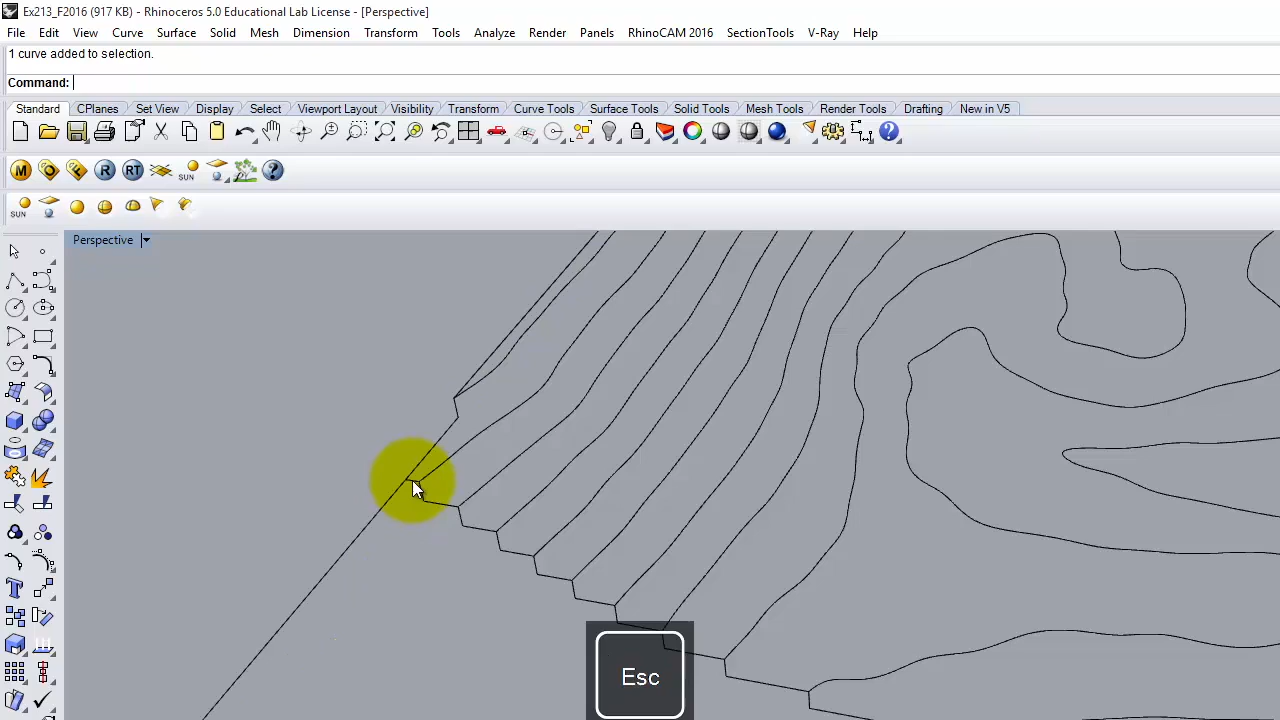 Ex213_F2016 (917 KB) - Rhinoceros 5.0 Educational Lab License - [Perspective]
File Edit View Curve Surface Solid Mesh Dimension Transform Tools Analyze Render Panels RhinoCAM 2016 SectionTools V-Ray Help
1 curve added to selection.
Command:
Standard CPlanes Set View Display Select Viewport Layout Visibility Transform Curve Tools Surface Tools Solid Tools Mesh Tools Render Tools Drafting New in V5
M O F R RT SUN ?
SUN
Perspective
Esc